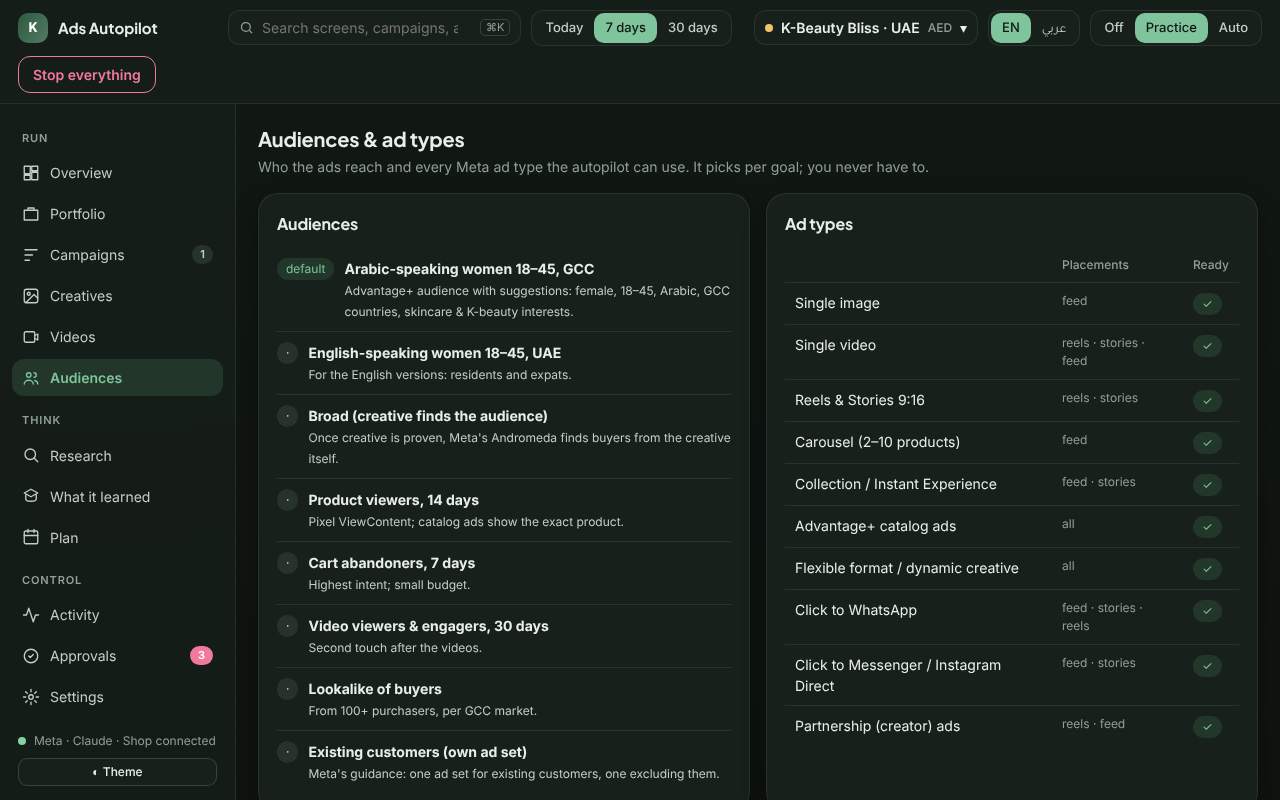 K
Ads Autopilot
Search screens, campaigns, a
⌘K
Today
7 days
30 days
K-Beauty Bliss · UAE
AED
▾
EN
عربي
Off
Practice
Auto
Stop everything
RUN
Overview
Portfolio
Campaigns
1
Creatives
Videos
Audiences
THINK
Research
What it learned
Plan
CONTROL
Activity
Approvals
3
Settings
Meta · Claude · Shop connected
Theme
Audiences & ad types
Who the ads reach and every Meta ad type the autopilot can use. It picks per goal; you never have to.
Audiences
default
Arabic-speaking women 18–45, GCC
Advantage+ audience with suggestions: female, 18–45, Arabic, GCC
countries, skincare & K-beauty interests.
·
English-speaking women 18–45, UAE
For the English versions: residents and expats.
·
Broad (creative finds the audience)
Once creative is proven, Meta's Andromeda finds buyers from the creative
itself.
·
Product viewers, 14 days
Pixel ViewContent; catalog ads show the exact product.
·
Cart abandoners, 7 days
Highest intent; small budget.
·
Video viewers & engagers, 30 days
Second touch after the videos.
·
Lookalike of buyers
From 100+ purchasers, per GCC market.
·
Existing customers (own ad set)
Meta's guidance: one ad set for existing customers, one excluding them.
Ad types
Placements
Ready
Single image
feed
✓
Single video
reels · stories ·
feed
✓
Reels & Stories 9:16
reels · stories
✓
Carousel (2–10 products)
feed
✓
Collection / Instant Experience
feed · stories
✓
Advantage+ catalog ads
all
✓
Flexible format / dynamic creative
all
✓
Click to WhatsApp
feed · stories ·
reels
✓
Click to Messenger / Instagram
Direct
feed · stories
✓
Partnership (creator) ads
reels · feed
✓